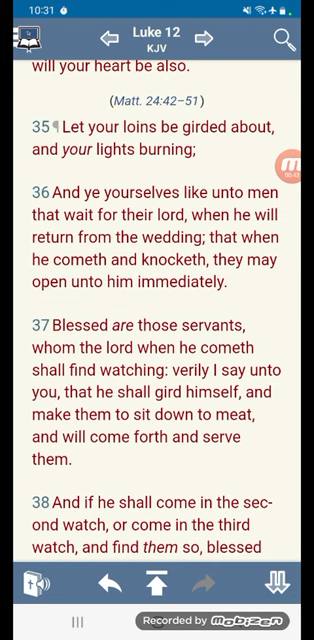 10:31
Luke 12
KJV
will your heart be also.
(Matt. 24:42–51)
35 ¶ Let your loins be girded about,
and your lights burning;
36 And ye yourselves like unto men
that wait for their lord, when he will
return from the wedding; that when
he cometh and knocketh, they may
open unto him immediately.
37 Blessed are those servants,
whom the lord when he cometh
shall find watching: verily I say unto
you, that he shall gird himself, and
make them to sit down to meat,
and will come forth and serve
them.
38 And if he shall come in the sec-
ond watch, or come in the third
watch, and find them so, blessed
Recorded by Mobizen